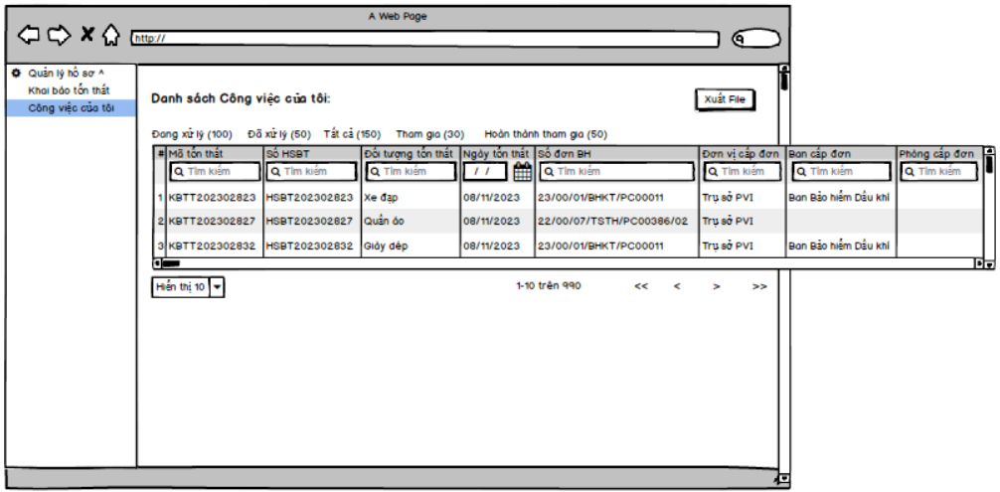 A Web Page
http://
Quản lý hồ sơ ^
Khai báo tổn thất
Công việc của tôi
Danh sách Công việc của tôi:
Xuất File
Đang xử lý (100) Đã xử lý (50) Tất cả (150) Tham gia (30) Hoàn thành tham gia (50)
# Mã tổn thất Số HSBT Đối tượng tổn thất Ngày tổn thất Số đơn BH Đơn vị cấp đơn Ban cấp đơn Phòng cấp đơn
Tìm kiếm Tìm kiếm Tìm kiếm / / Tìm kiếm Tìm kiếm Tìm kiếm Tìm kiếm
1 KBTT202302823 HSBT202302823 Xe đạp 08/11/2023 23/00/01/BHKT/PC00011 Trụ sở PVI Ban Bảo hiểm Dầu khí
2 KBTT202302827 HSBT202302827 Quần áo 08/11/2023 22/00/07/TSTH/PC00386/02 Trụ sở PVI
3 KBTT202302832 HSBT202302832 Giày dép 08/11/2023 23/00/01/BHKT/PC00011 Trụ sở PVI Ban Bảo hiểm Dầu khí
Hiển thị 10 1-10 trên 990 << < > >>